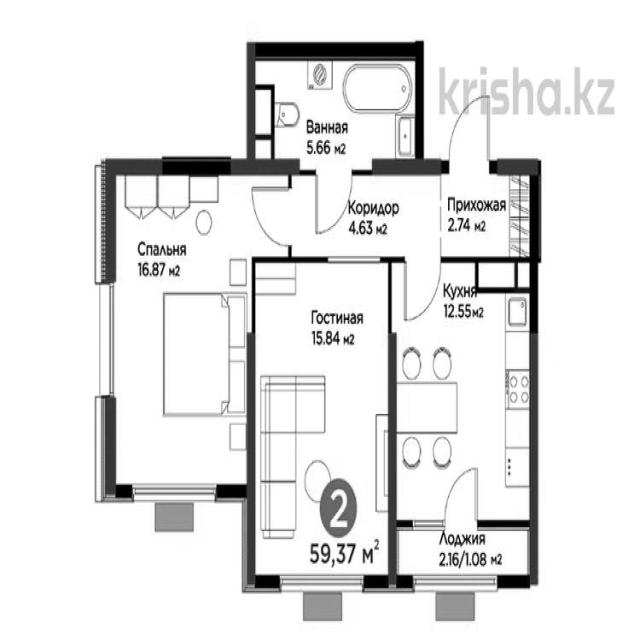 krisha.kz
Ванная
5.66 м2
Прихожая
2.74 м2
Коридор
4.63 м2
Спальня
16.87 м2
Кухня
12.55м2
Гостиная
15.84 м2
2
59,37 м²
Лоджия
2.16/1.08 м2